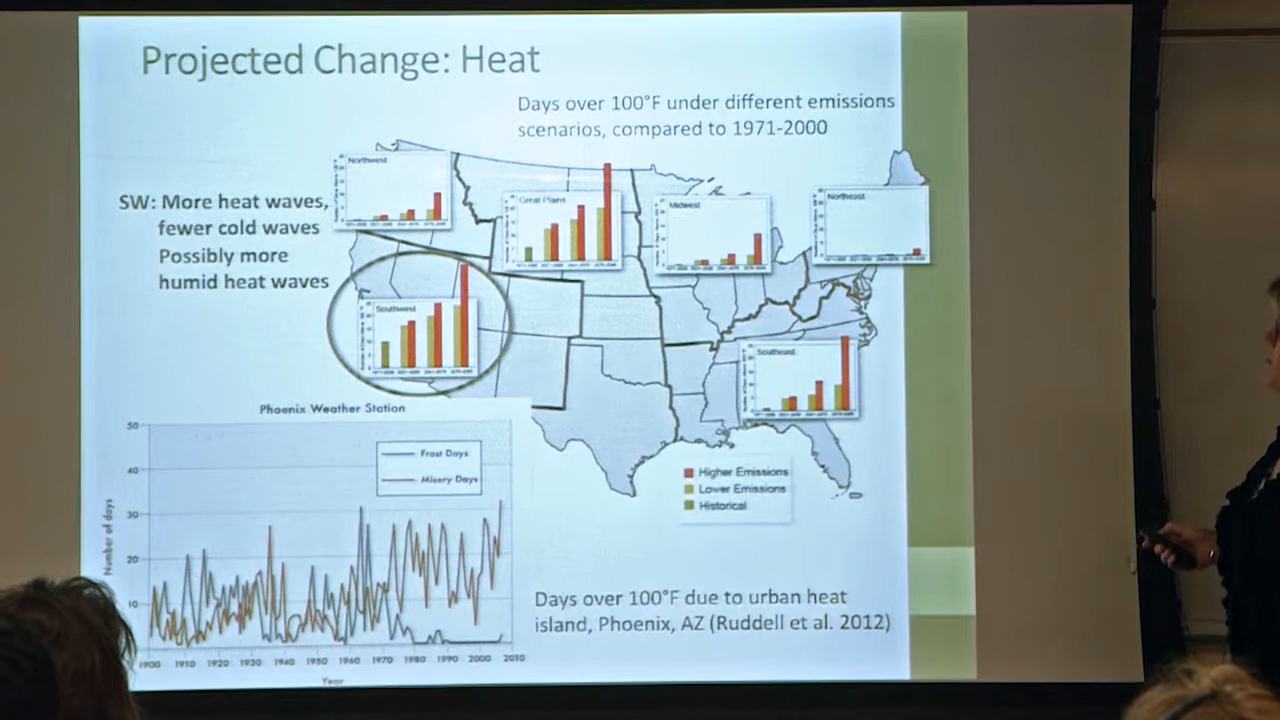 Projected Change: Heat
Days over 100°F under different emissions
scenarios, compared to 1971-2000
SW: More heat waves,
fewer cold waves
Possibly more
humid heat waves
Northwest
Great Plains
Midwest
Northeast
Southwest
Southeast
Higher Emissions
Lower Emissions
Historical
Phoenix Weather Station
Frost Days
Misery Days
Number of days
50
40
30
20
10
1900 1910 1920 1930 1940 1950 1960 1970 1980 1990 2000 2010
Year
Days over 100°F due to urban heat
island, Phoenix, AZ (Ruddell et al. 2012)